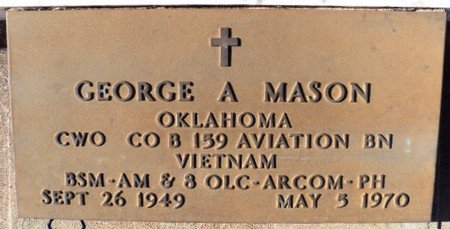 GEORGE A MASON
OKLAHOMA
CWO CO B 159 AVIATION BN
VIETNAM
BSM-AM & 8 OLC-ARCOM-PH
SEPT 26 1949 MAY 5 1970